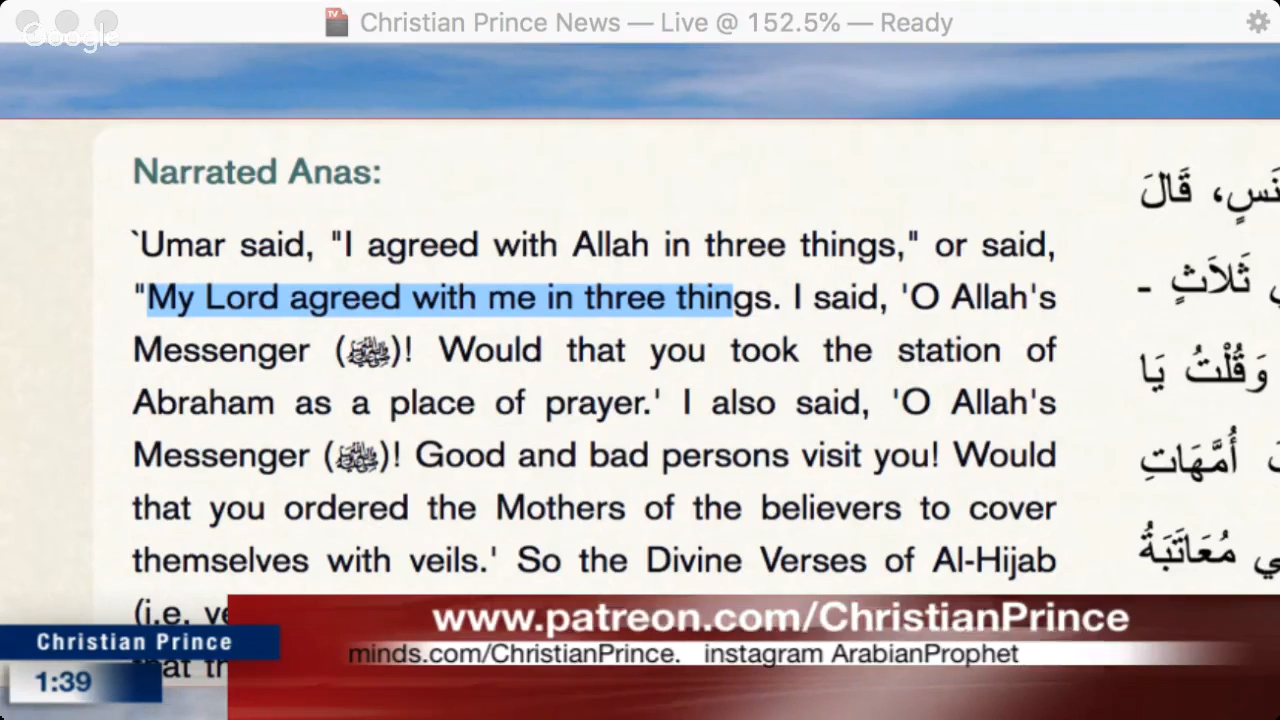 Christian Prince News — Live @ 152.5% — Ready
Google
TV
Narrated Anas:
`Umar said, "I agreed with Allah in three things," or said,
"My Lord agreed with me in three things. I said, 'O Allah's
Messenger (ﷺ)! Would that you took the station of
Abraham as a place of prayer.' I also said, 'O Allah's
Messenger (ﷺ)! Good and bad persons visit you! Would
that you ordered the Mothers of the believers to cover
themselves with veils.' So the Divine Verses of Al-Hijab
(i.e.
قَالَ
ثَلاَثٍ ـ
وَقُلْتُ يَا
أُمَّهَاتِ
مُعَاتَبَةُ
www.patreon.com/ChristianPrince
Christian Prince
minds.com/ChristianPrince. instagram ArabianProphet
1:39